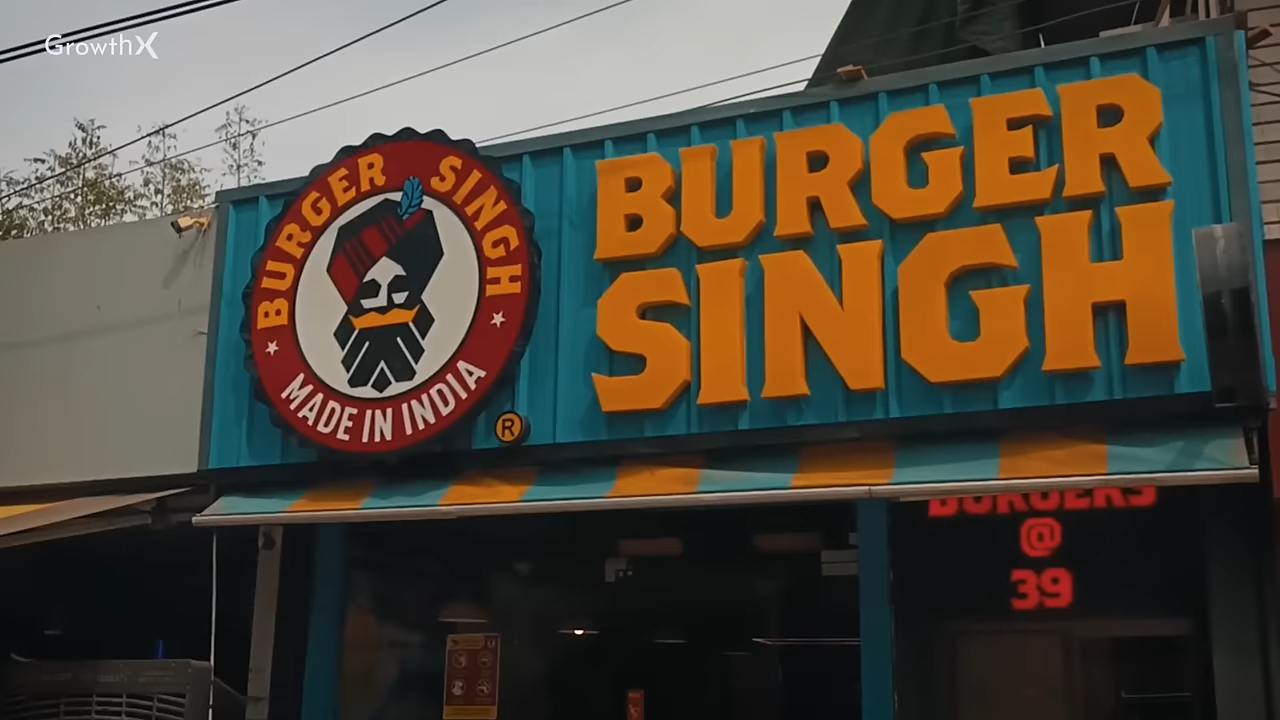 GrowthX
BURGER SINGH
MADE IN INDIA
®
BURGER
SINGH
BURGERS
@
39